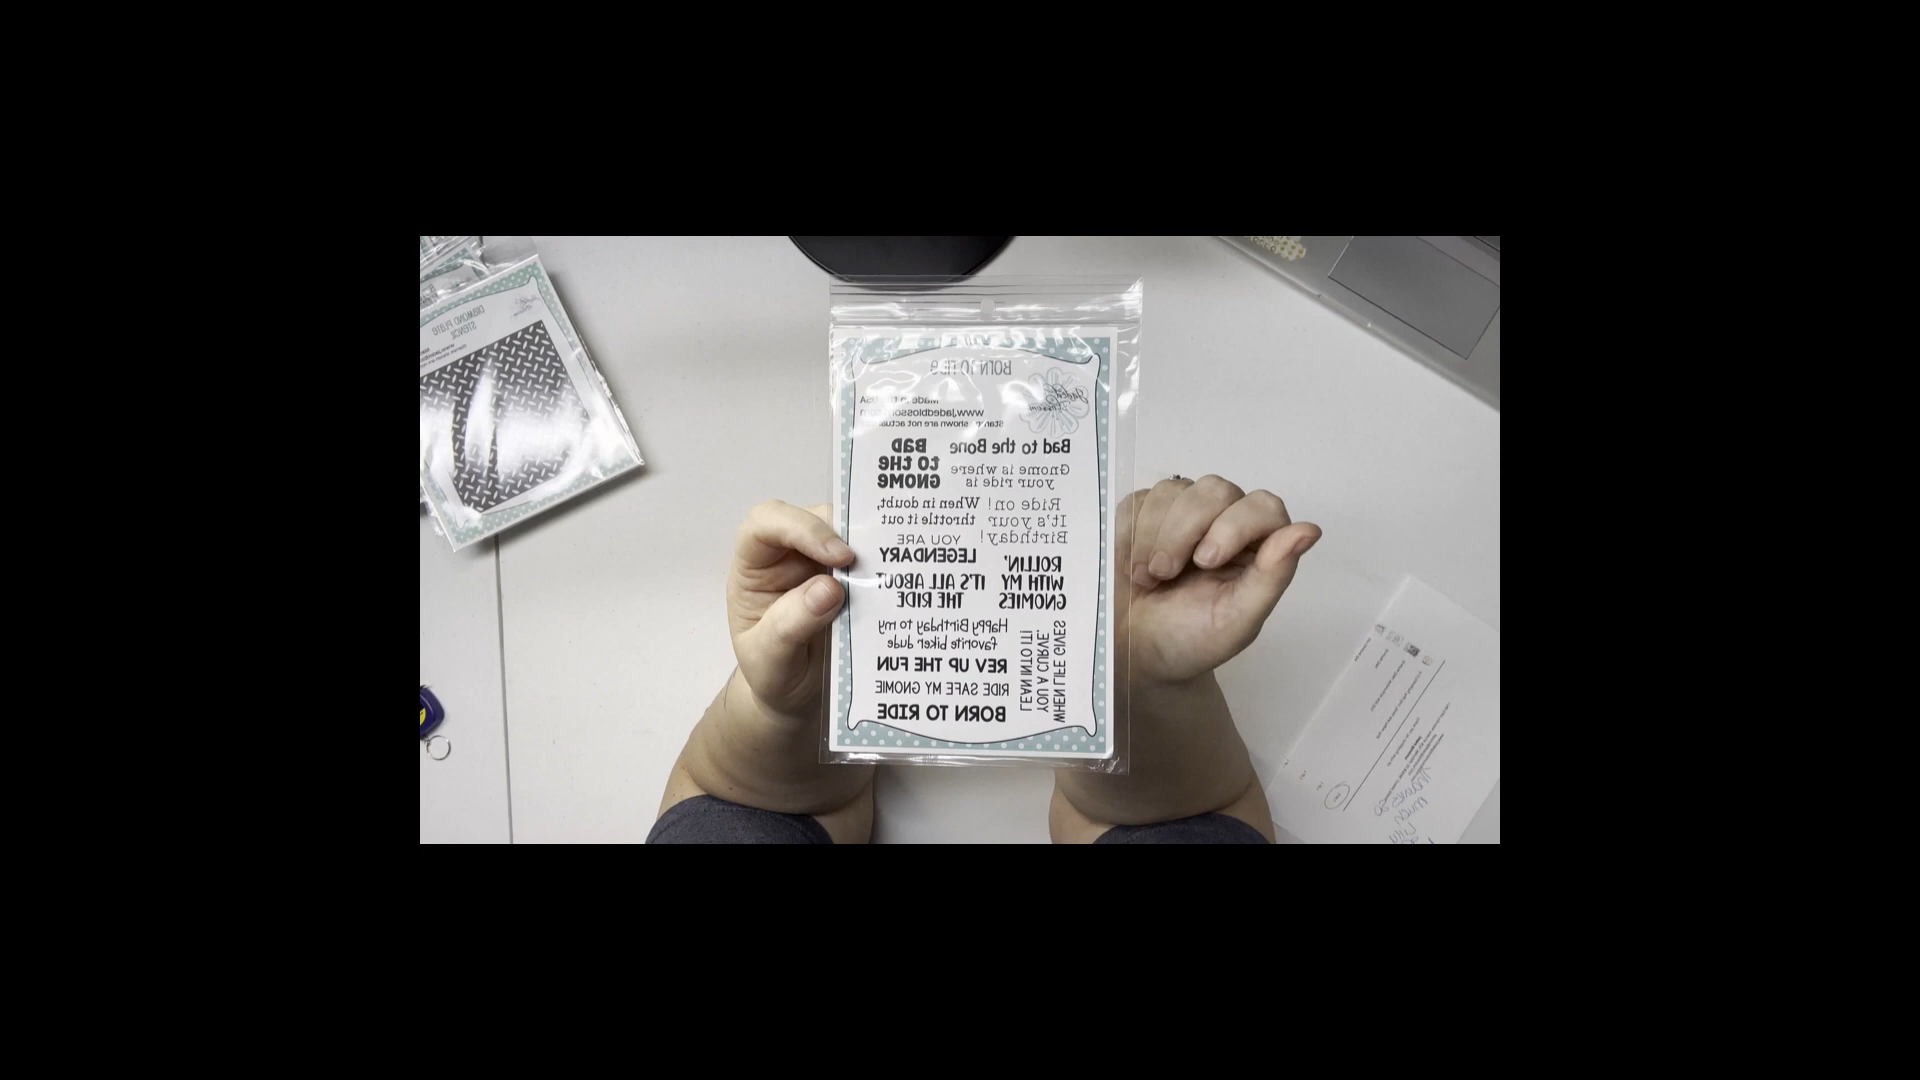 BORN TO RIDE
Jaded Blossom
Made in the USA
www.Jadedblossom.com
Stamps shown are not actual
Bad to the Bone
BAD
TO THE
GNOME
Gnome is where
your ride is
Ride on!
It's your
Birthday!
When in doubt,
throttle it out
YOU ARE
LEGENDARY
ROLLIN'
WITH MY
GNOMIES
IT'S ALL ABOUT
THE RIDE
Happy Birthday to my
favorite biker dude
WHEN LIFE GIVES
YOU A CURVE,
LEAN INTO IT!
REV UP THE FUN
RIDE SAFE MY GNOMIE
BORN TO RIDE
DIAMOND PLATE
STENCIL